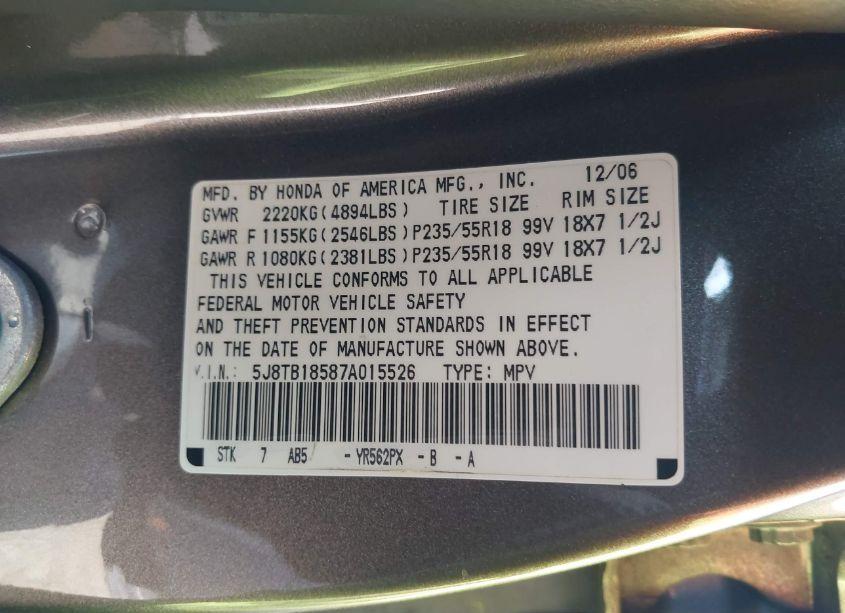 MFD. BY HONDA OF AMERICA MFG., INC. 12/06
GVWR 2220KG(4894LBS) TIRE SIZE RIM SIZE
GAWR F 1155KG(2546LBS) P235/55R18 99V 18X7 1/2J
GAWR R 1080KG(2381LBS) P235/55R18 99V 18X7 1/2J
THIS VEHICLE CONFORMS TO ALL APPLICABLE
FEDERAL MOTOR VEHICLE SAFETY
AND THEFT PREVENTION STANDARDS IN EFFECT
ON THE DATE OF MANUFACTURE SHOWN ABOVE.
V.I.N.: 5J8TB18587A015526 TYPE: MPV
STK 7 AB5 -YR562PX -B -A